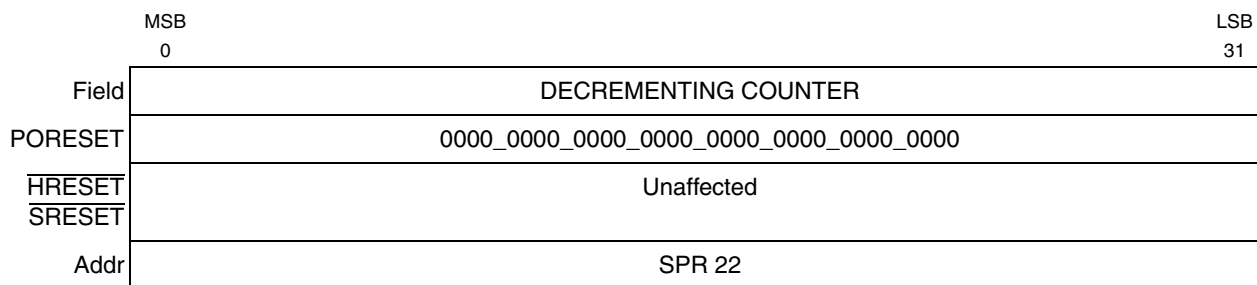 MSB LSB
0 31
Field DECREMENTING COUNTER
PORESET 0000_0000_0000_0000_0000_0000_0000_0000
HRESET Unaffected
SRESET
Addr SPR 22